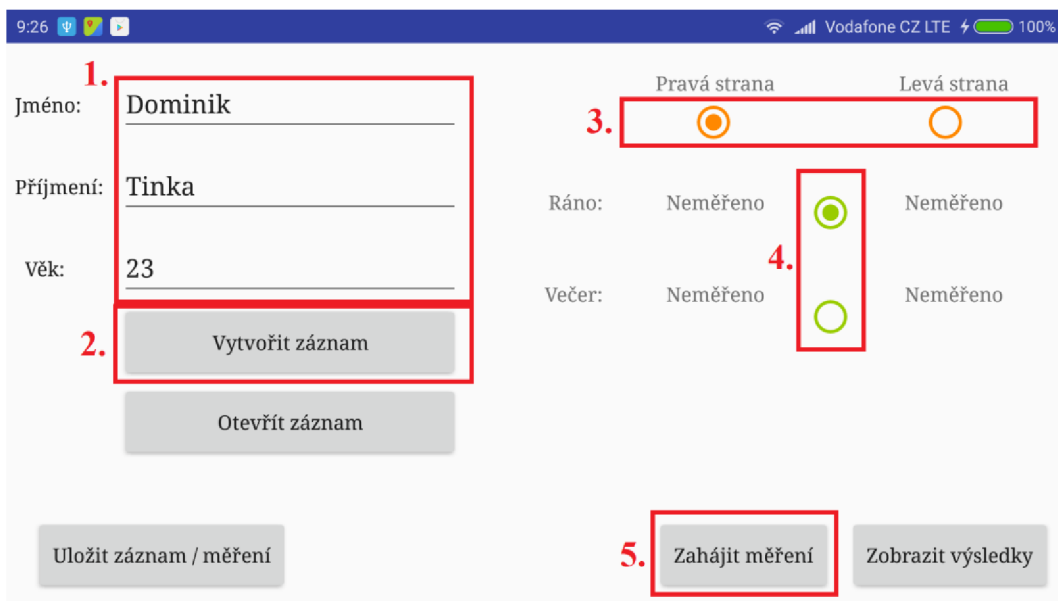 9:26 Vodafone CZ LTE 100%
1.
Jméno: Dominik
Příjmení: Tinka
Věk: 23
2. Vytvořit záznam
Otevřít záznam
Uložit záznam / měření
Pravá strana Levá strana
3.
Ráno: Neměřeno Neměřeno
4.
Večer: Neměřeno Neměřeno
5. Zahájit měření Zobrazit výsledky